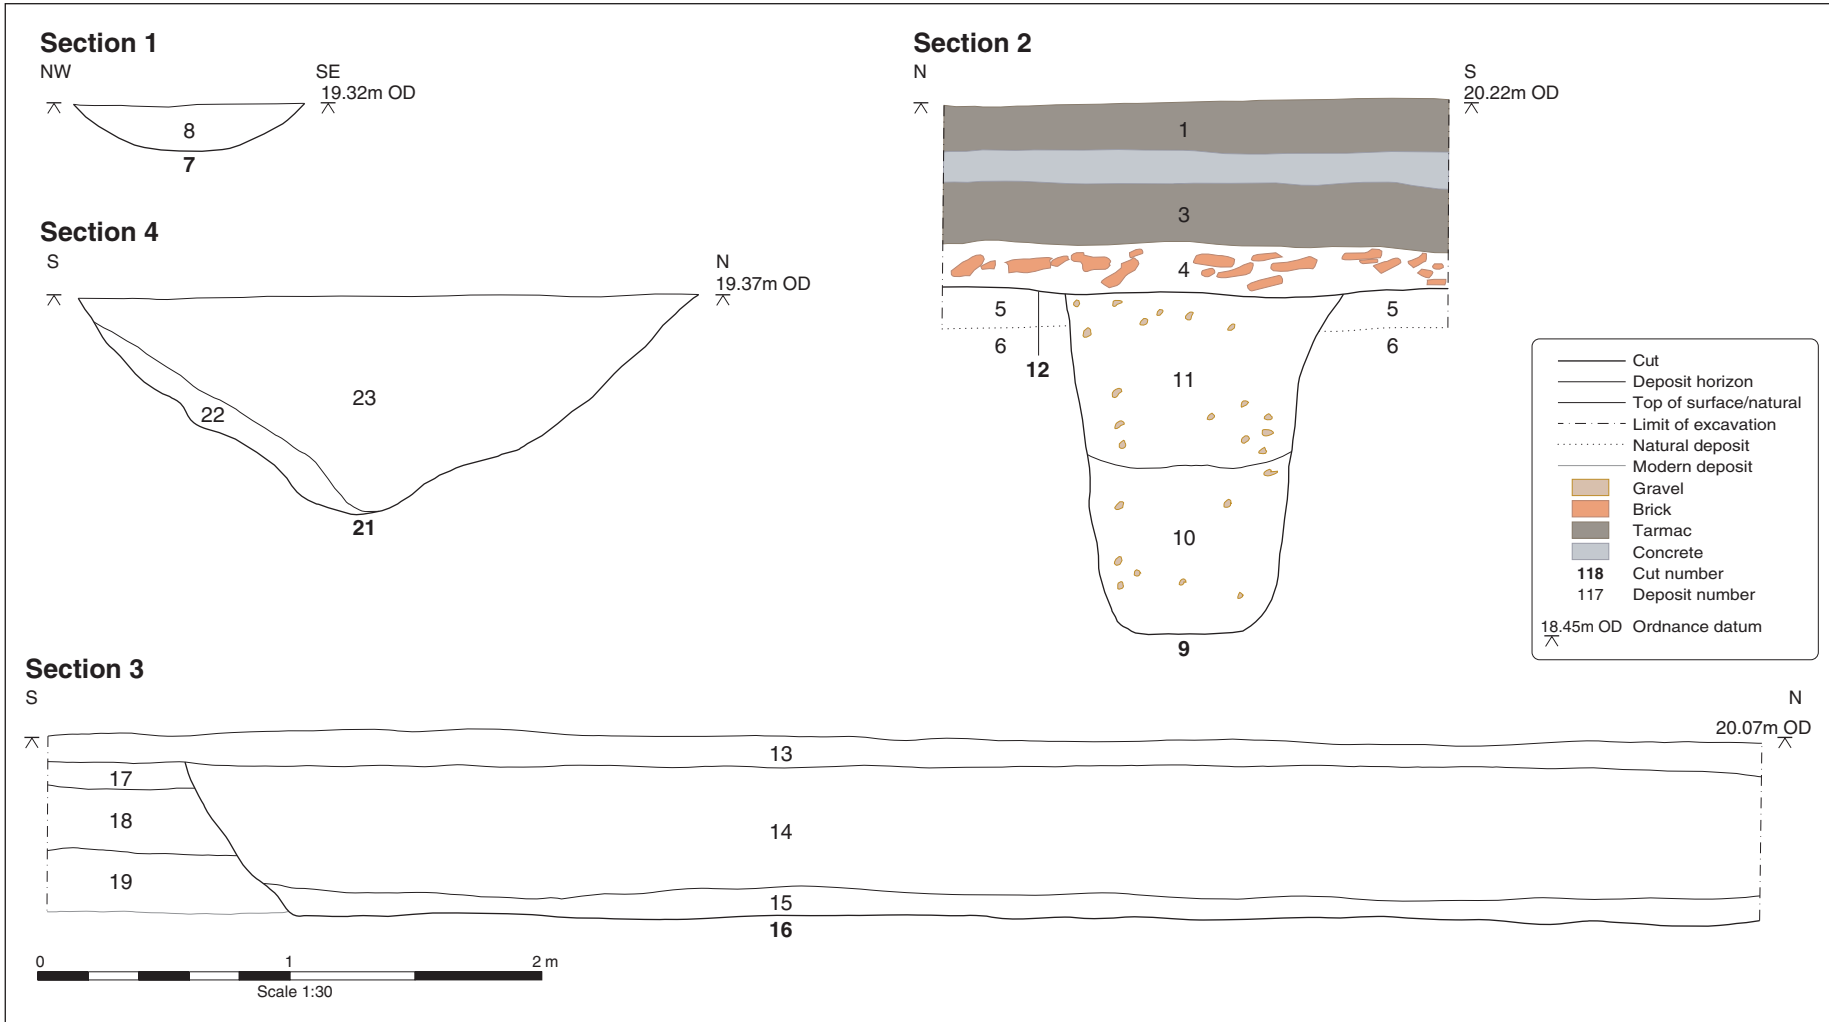 Section 1
NW SE
19.32m OD
8
7
Section 2
N S
20.22m OD
1
3
4
5 5
6 6
12
11
10
9
Section 4
S N
19.37m OD
23
22
21
Cut
Deposit horizon
Top of surface/natural
Limit of excavation
Natural deposit
Modern deposit
Gravel
Brick
Tarmac
Concrete
118 Cut number
117 Deposit number
18.45m OD Ordnance datum
Section 3
S N
20.07m OD
13
17
18
14
19
15
16
0 1 2 m
Scale 1:30